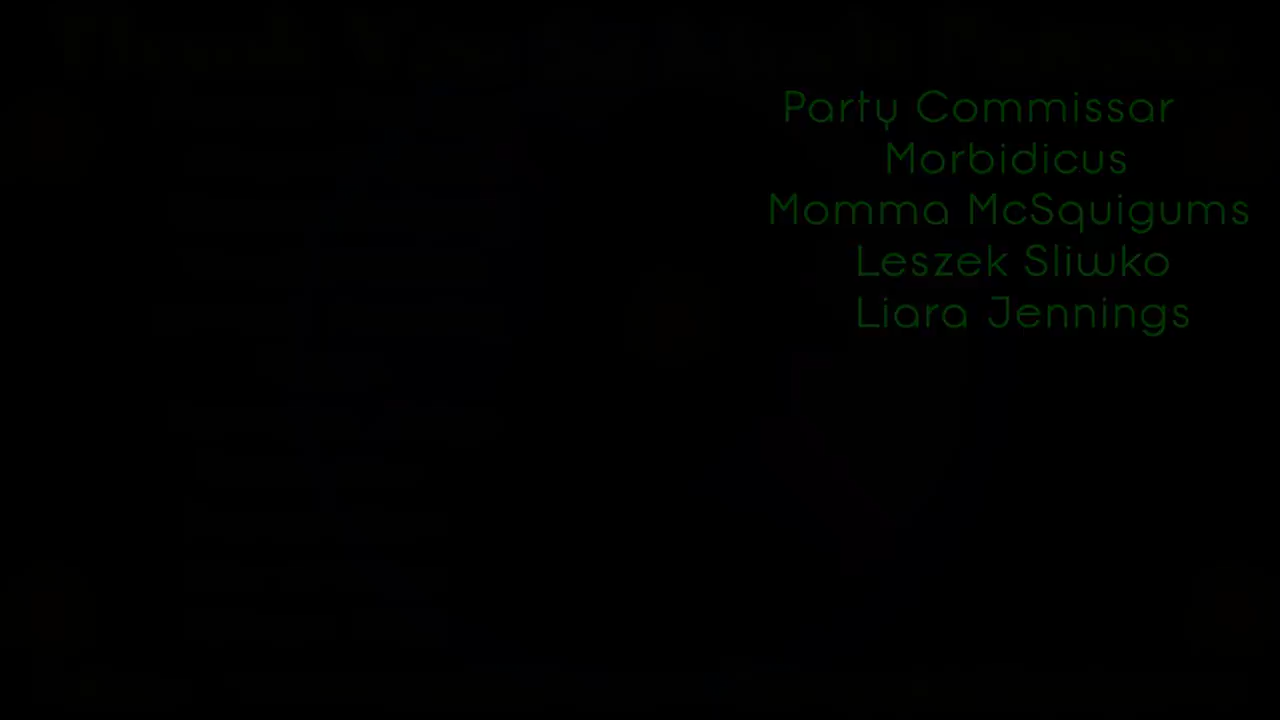 Party Commissar
Morbidicus
Momma McSquigums
Leszek Sliwko
Liara Jennings